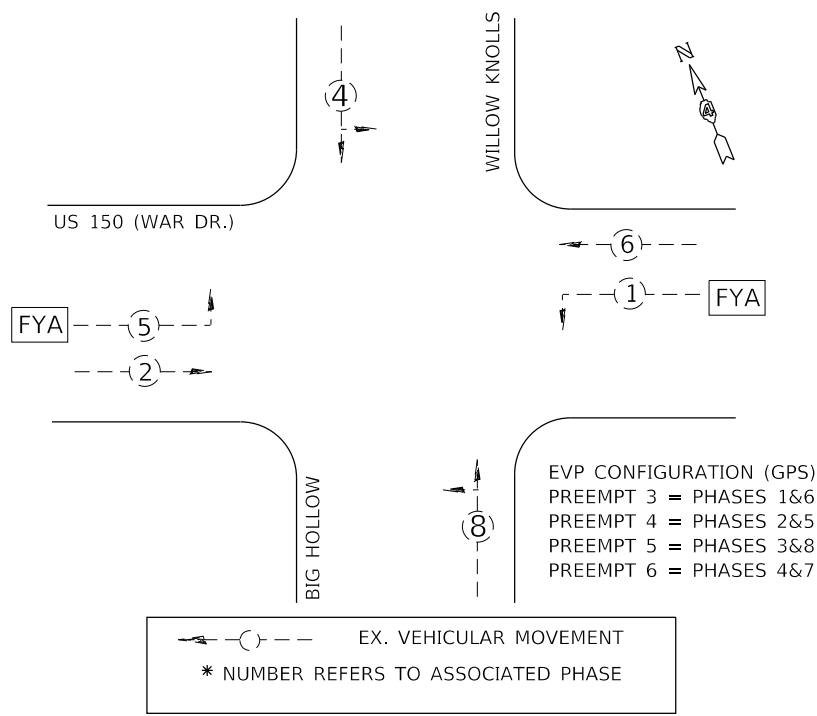 N
4
4
WILLOW KNOLLS
US 150 (WAR DR.)
6
1
FYA
FYA
5
2
8
BIG HOLLOW
EVP CONFIGURATION (GPS)
PREEMPT 3 = PHASES 1&6
PREEMPT 4 = PHASES 2&5
PREEMPT 5 = PHASES 3&8
PREEMPT 6 = PHASES 4&7
EX. VEHICULAR MOVEMENT
* NUMBER REFERS TO ASSOCIATED PHASE